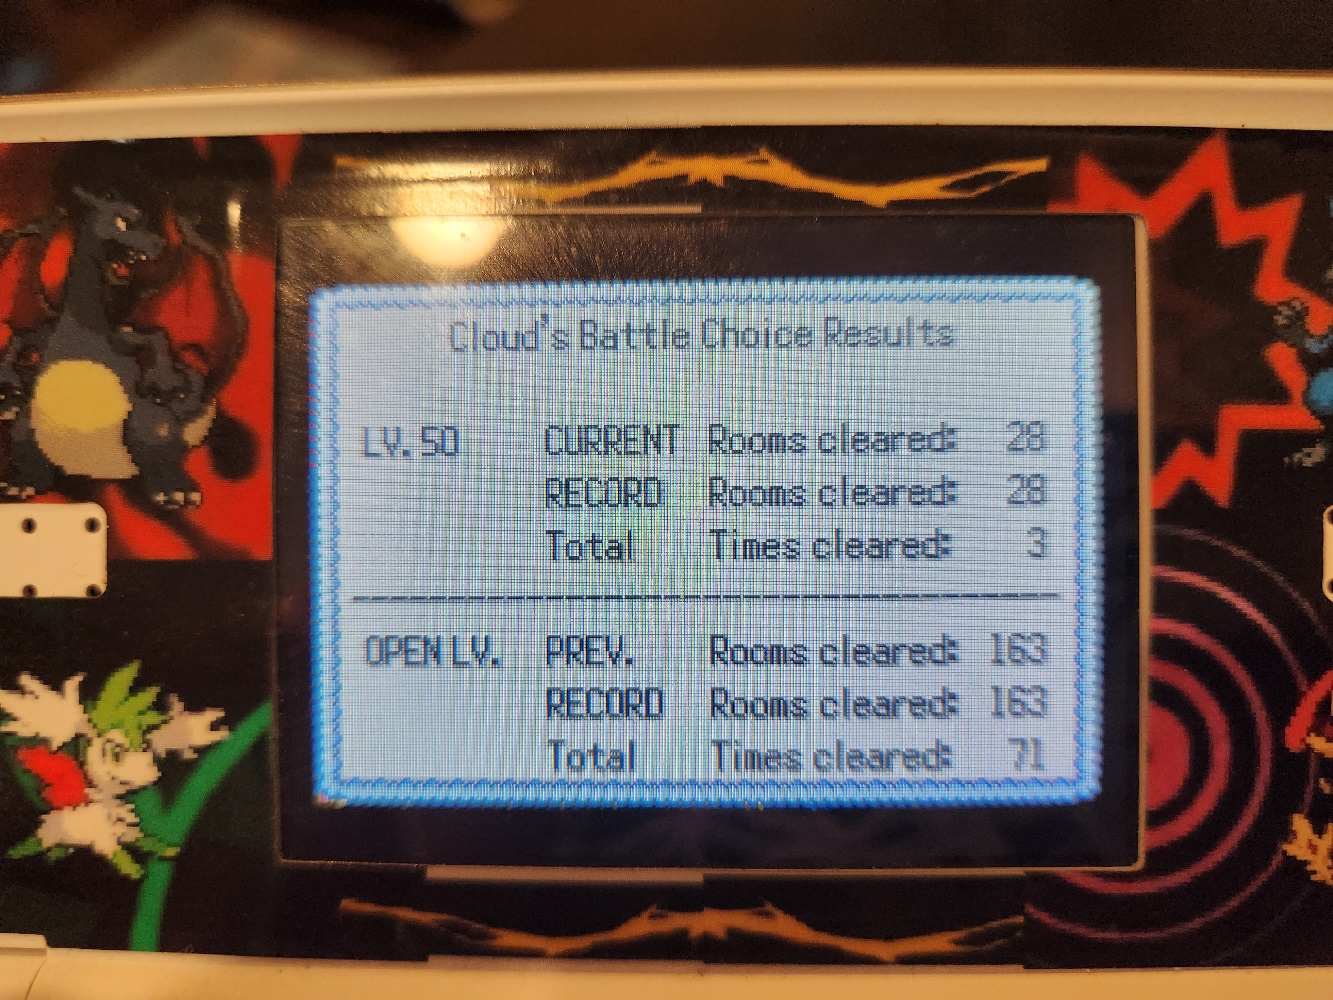 Cloud's Battle Choice Results
LV. 50 CURRENT Rooms cleared: 28
RECORD Rooms cleared: 28
Total Times cleared: 3
OPEN LV. PREV. Rooms cleared: 163
RECORD Rooms cleared: 163
Total Times cleared: 71